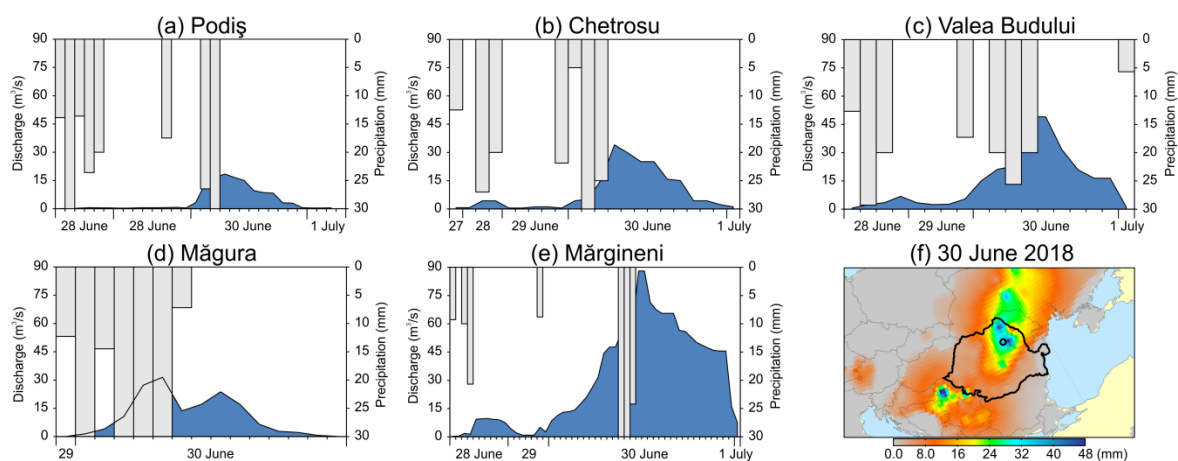 (a) Podiş
(b) Chetrosu
(c) Valea Budului
90 75 60 45 30 15 0
Discharge (m³/s)
0 5 10 15 20 25 30
Precipitation (mm)
28 June 28 June 30 June 1 July
90 75 60 45 30 15 0
Discharge (m³/s)
0 5 10 15 20 25 30
Precipitation (mm)
27 28 29 June 30 June 1 July
90 75 60 45 30 15 0
Discharge (m³/s)
0 5 10 15 20 25 30
Precipitation (mm)
28 June 29 June 30 June 1 July
(d) Măgura
(e) Mărgineni
(f) 30 June 2018
90 75 60 45 30 15 0
Discharge (m³/s)
0 5 10 15 20 25 30
Precipitation (mm)
29 30 June
90 75 60 45 30 15 0
Discharge (m³/s)
0 5 10 15 20 25 30
Precipitation (mm)
28 June 29 30 June 1 July
0.0 8.0 12.0 16.0 24 28 32 40 48 (mm)